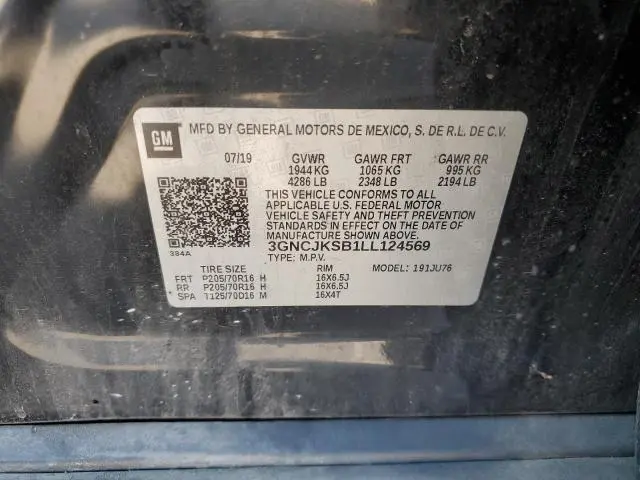 GM MFD BY GENERAL MOTORS DE MEXICO, S. DE R.L. DE C.V.
07/19 GVWR GAWR FRT GAWR RR
1944 KG 1065 KG 995 KG
4286 LB 2348 LB 2194 LB
THIS VEHICLE CONFORMS TO ALL
APPLICABLE U.S. FEDERAL MOTOR
VEHICLE SAFETY AND THEFT PREVENTION
STANDARDS IN EFFECT ON THE DATE OF
MANUFACTURE SHOWN ABOVE.
384A 3GNCJKSB1LL124569
TYPE: M.P.V.
TIRE SIZE RIM MODEL: 191JU76
FRT P205/70R16 H 16X6.5J
RR P205/70R16 H 16X6.5J
SPA T125/70D16 M 16X4T